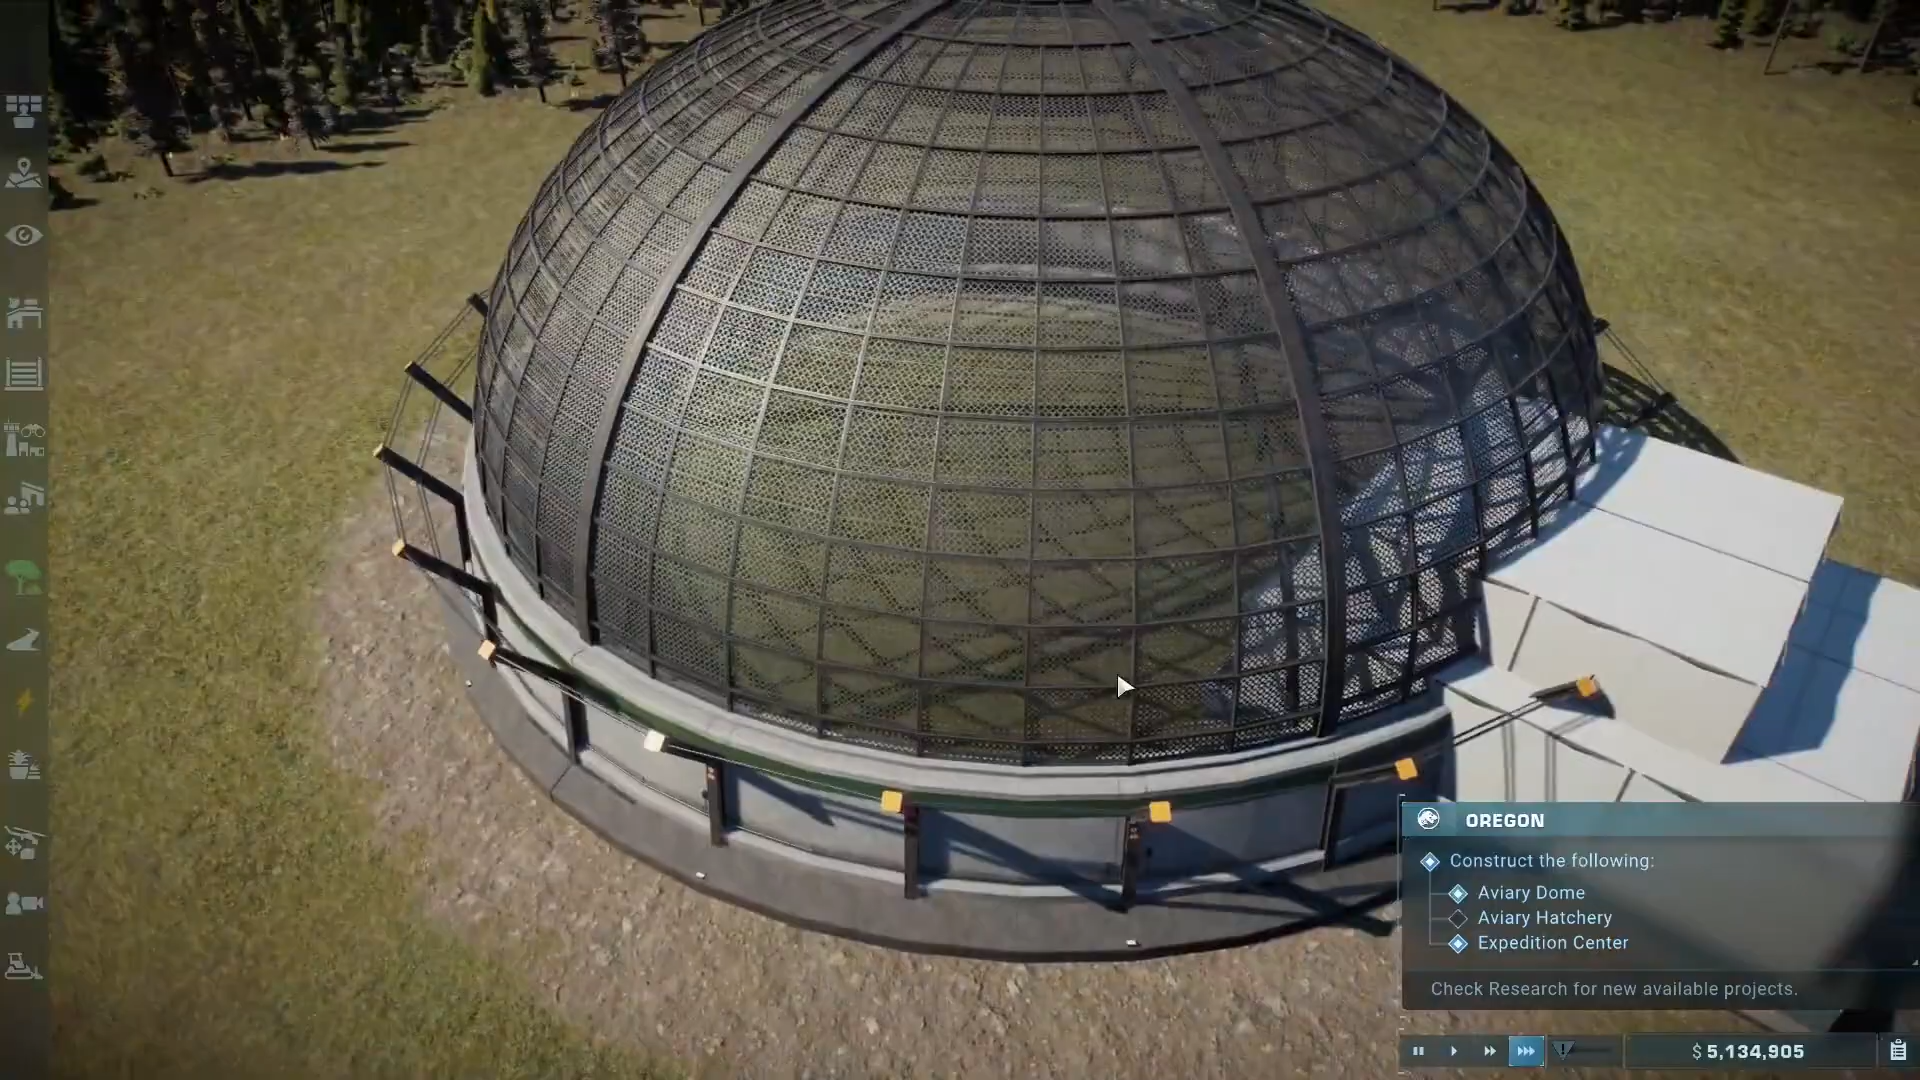 OREGON
Construct the following:
Aviary Dome
Aviary Hatchery
Expedition Center
Check Research for new available projects.
$ 5,134,905